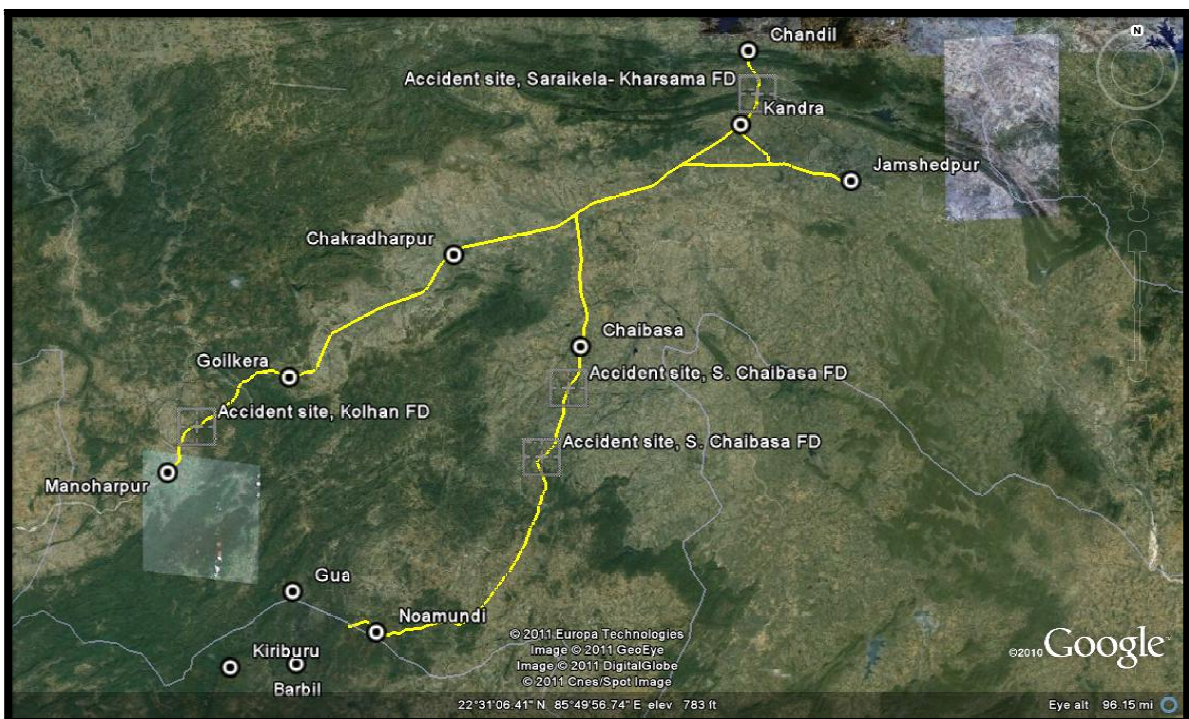 N
Chandil
Accident site, Saraikela- Kharsama FD
Kandra
Jamshedpur
Chakradharpur
Chaibasa
Goilkera
Accident site, S. Chaibasa FD
Accident site, Kolhan FD
Accident site, S. Chaibasa FD
Manoharpur
Gua
Noamundi
Kiriburu
Barbil
© 2011 Europa Technologies
Image © 2011 GeoEye
Image © 2011 DigitalGlobe
© 2011 Cnes/Spot Image
©2010 Google
22°31'06.41" N 85°49'56.74" E elev 783 ft
Eye alt 96.15 mi